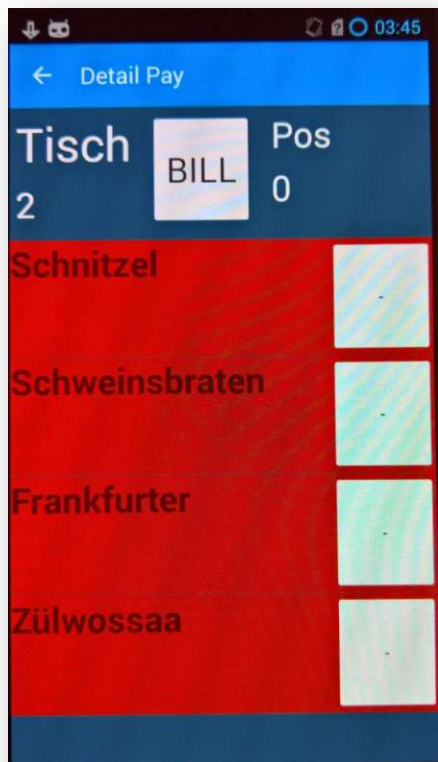 03:45
Detail Pay
Tisch
BILL
Pos
2
0
Schnitzel
-
Schweinsbraten
-
Frankfurter
-
Zülwossaa
-